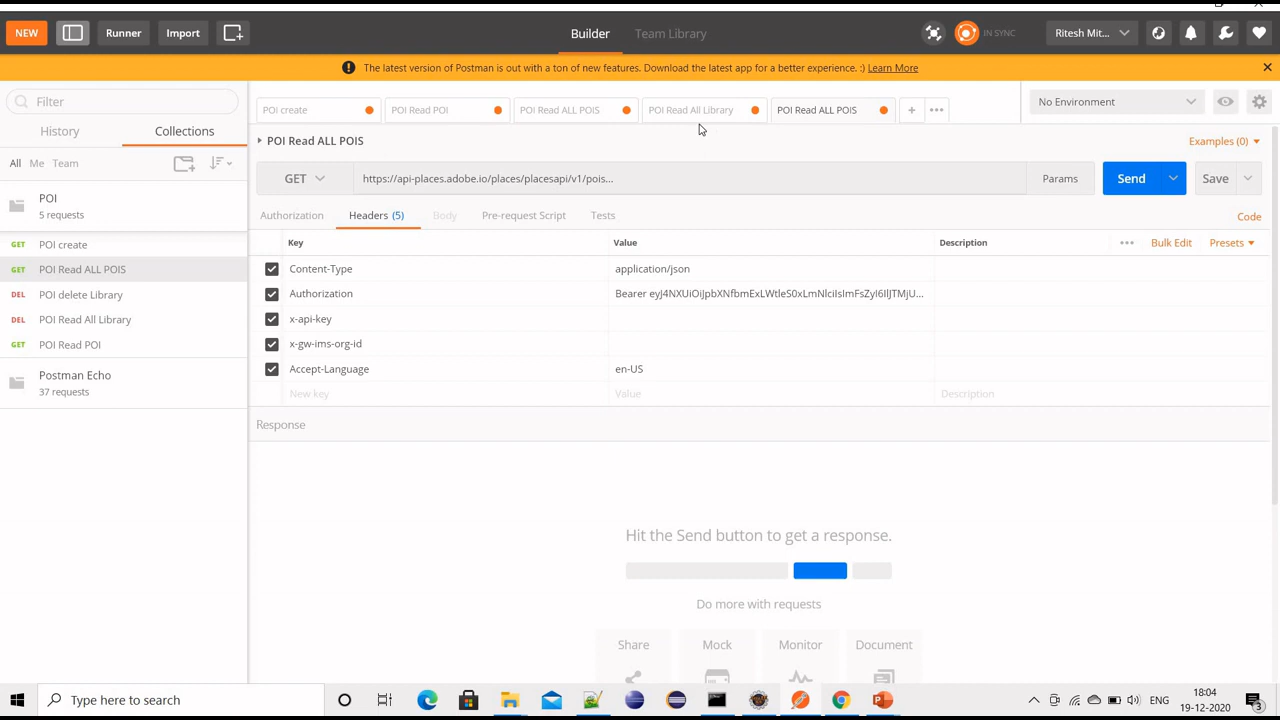 NEW
Runner
Import
Builder
Team Library
IN SYNC
Ritesh Mit...
The latest version of Postman is out with a ton of new features. Download the latest app for a better experience. :) Learn More
Filter
History
Collections
All Me Team
POI
5 requests
GET POI create
GET POI Read ALL POIS
DEL POI delete Library
DEL POI Read All Library
GET POI Read POI
Postman Echo
37 requests
POI create
POI Read POI
POI Read ALL POIS
POI Read All Library
POI Read ALL POIS
No Environment
POI Read ALL POIS
Examples (0)
GET
https://api-places.adobe.io/places/placesapi/v1/pois...
Params
Send
Save
Authorization
Headers (5)
Body
Pre-request Script
Tests
Code
Key Value Description
Bulk Edit
Presets
Content-Type application/json
Authorization
x-api-key
x-gw-ims-org-id
Accept-Language en-US
New key Value Description
Response
Hit the Send button to get a response.
Do more with requests
Share
Mock
Monitor
Document
Type here to search
ENG
18:04
19-12-2020
3